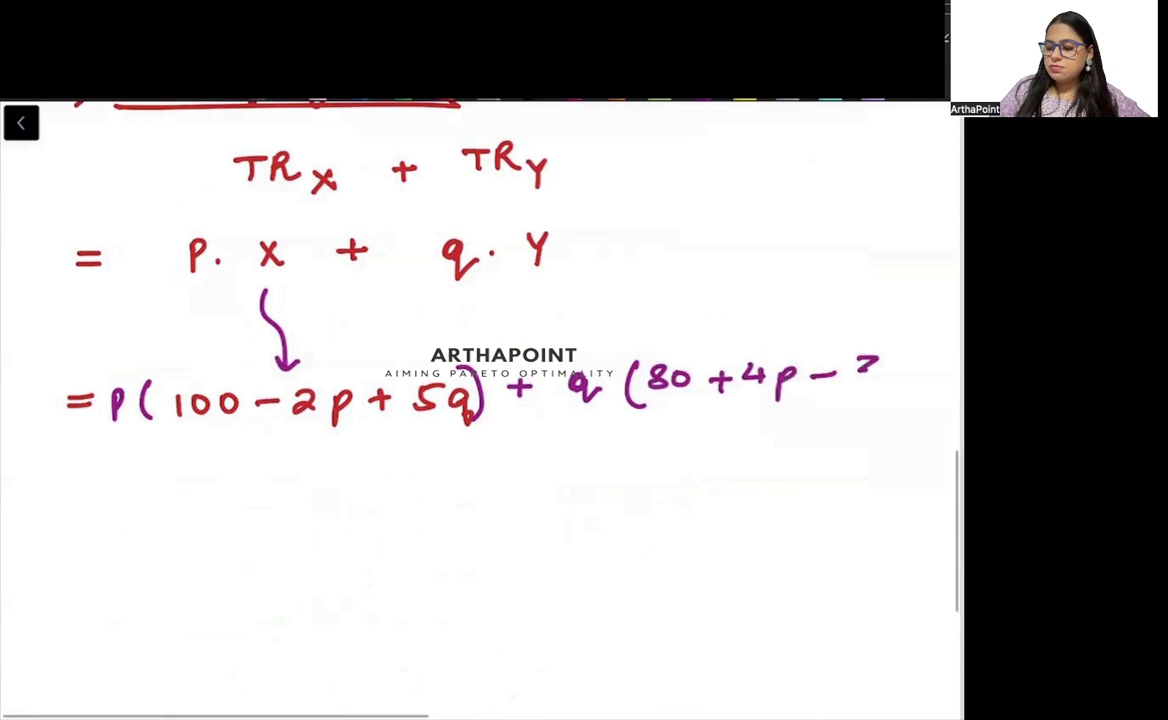 ArthaPoint
TRX + TRY
= p. x + q. y
ARTHAPOINT
AIMING PARETO OPTIMALITY
= p( 100 - 2p + 5q) + q (80 + 4p -